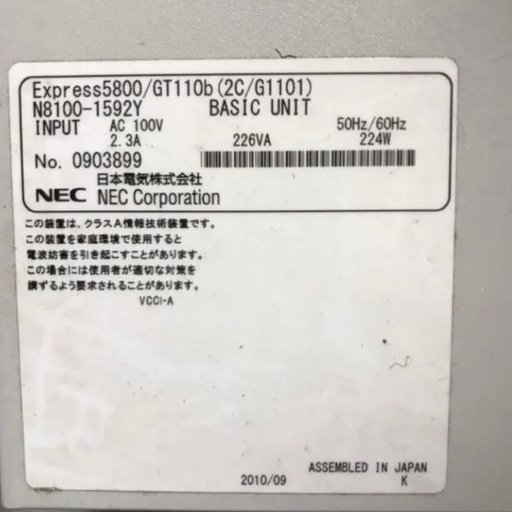 Express5800/GT110b(2C/G1101)
N8100-1592Y BASIC UNIT
INPUT AC 100V 50Hz/60Hz
2.3A 226VA 224W
No. 0903899
日本電気株式会社
NEC NEC Corporation
この装置は、クラスA情報技術装置です。
この装置を家庭環境で使用すると
電波妨害を引き起こすことがあります。
この場合には使用者が適切な対策を
講ずるよう要求されることがあります。
VCCI-A
ASSEMBLED IN JAPAN
2010/09 K